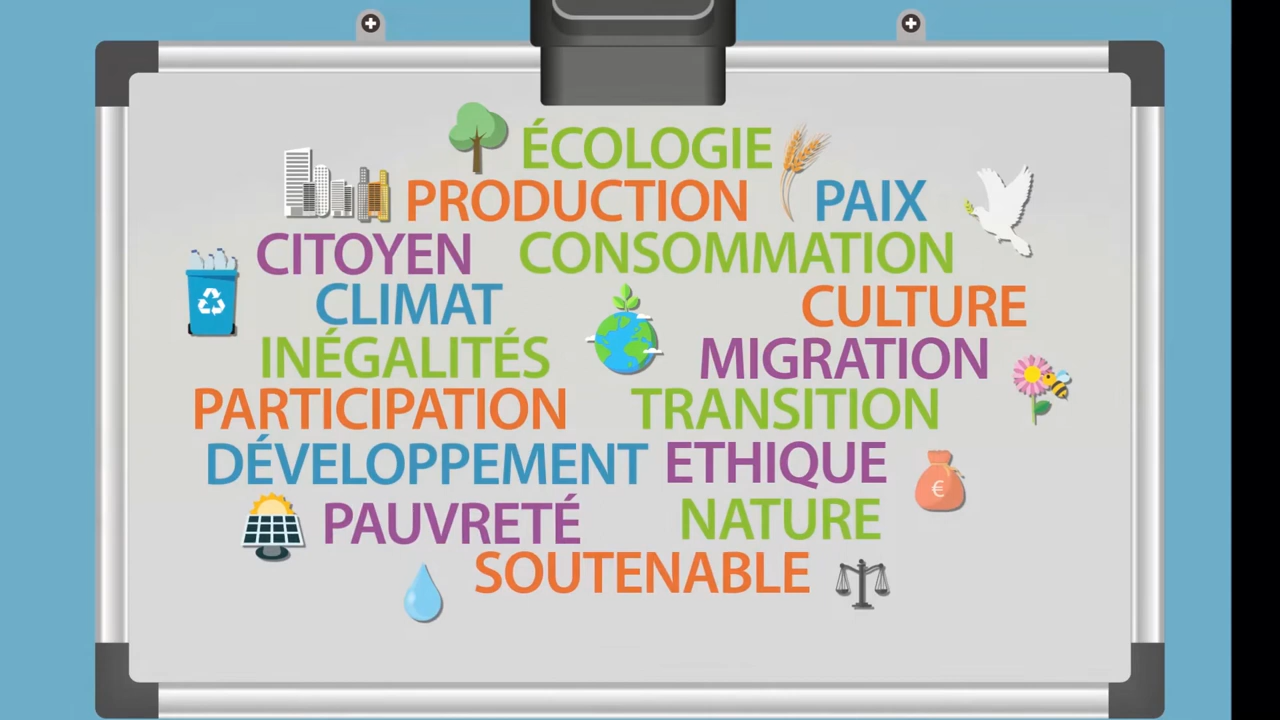 ÉCOLOGIE
PRODUCTION PAIX
CITOYEN CONSOMMATION
CLIMAT CULTURE
INÉGALITÉS MIGRATION
PARTICIPATION TRANSITION
DÉVELOPPEMENT ETHIQUE
€
PAUVRETÉ NATURE
SOUTENABLE